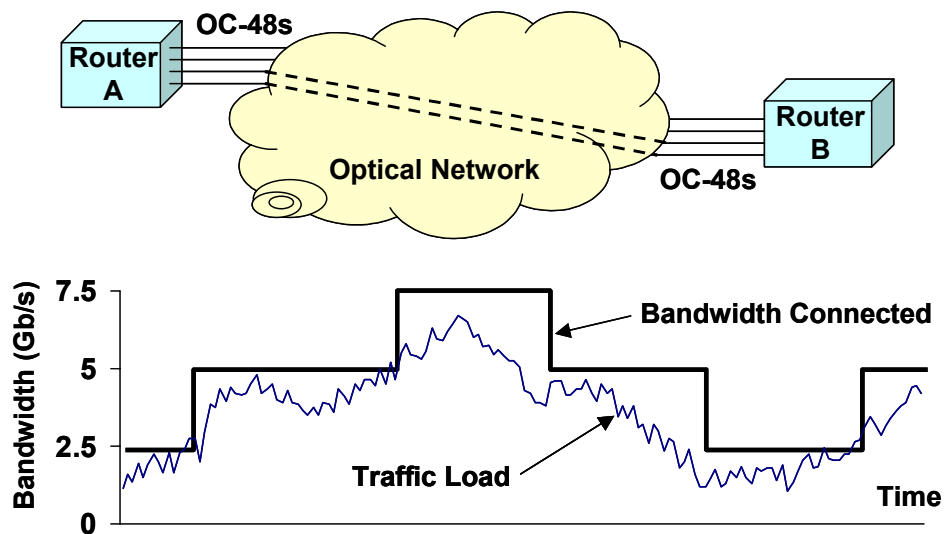 OC-48s
Router
A
Router
B
Optical Network
OC-48s
Bandwidth (Gb/s)
7.5
5
2.5
0
Bandwidth Connected
Traffic Load
Time